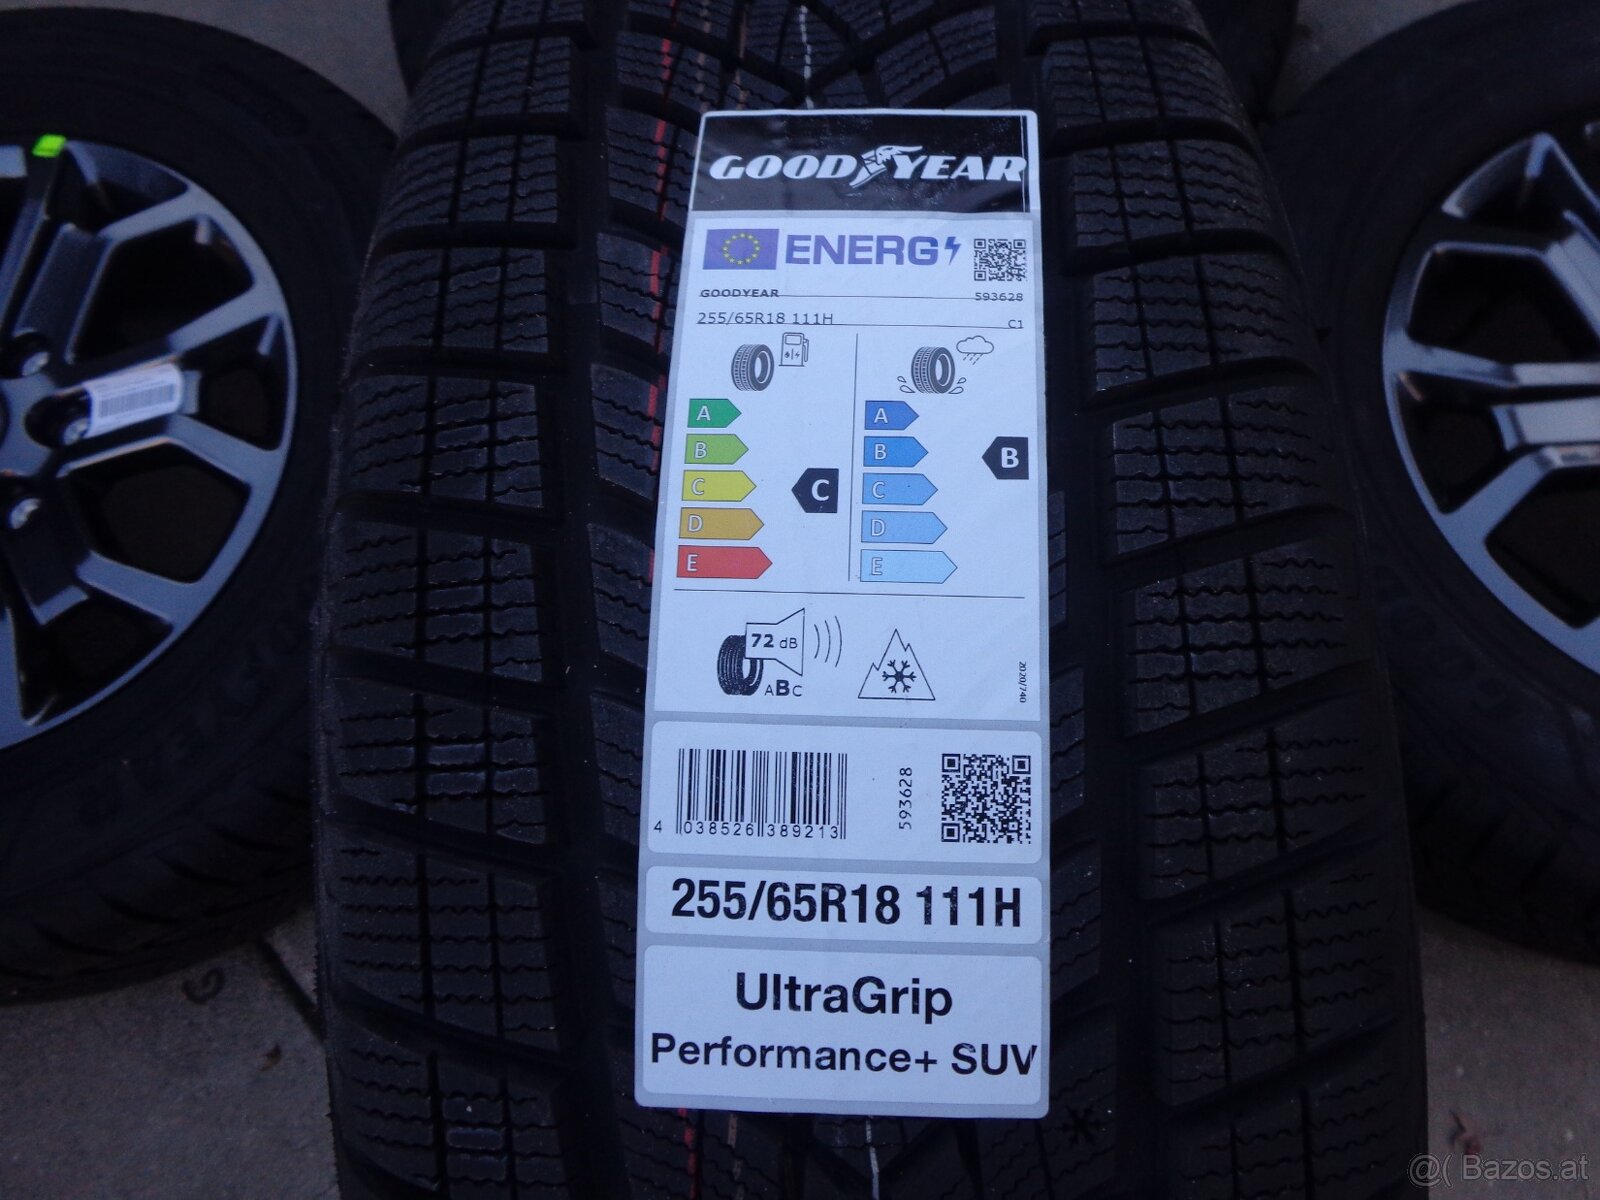 GOODYEAR
ENERG
GOODYEAR 593628
255/65R18 111H C1
A A
B B B
C C C
D D
E E
72 dB
ABC
2020/740
4 038526 389213
593628
255/65R18 111H
UltraGrip
Performance+ SUV
@( Bazos.at